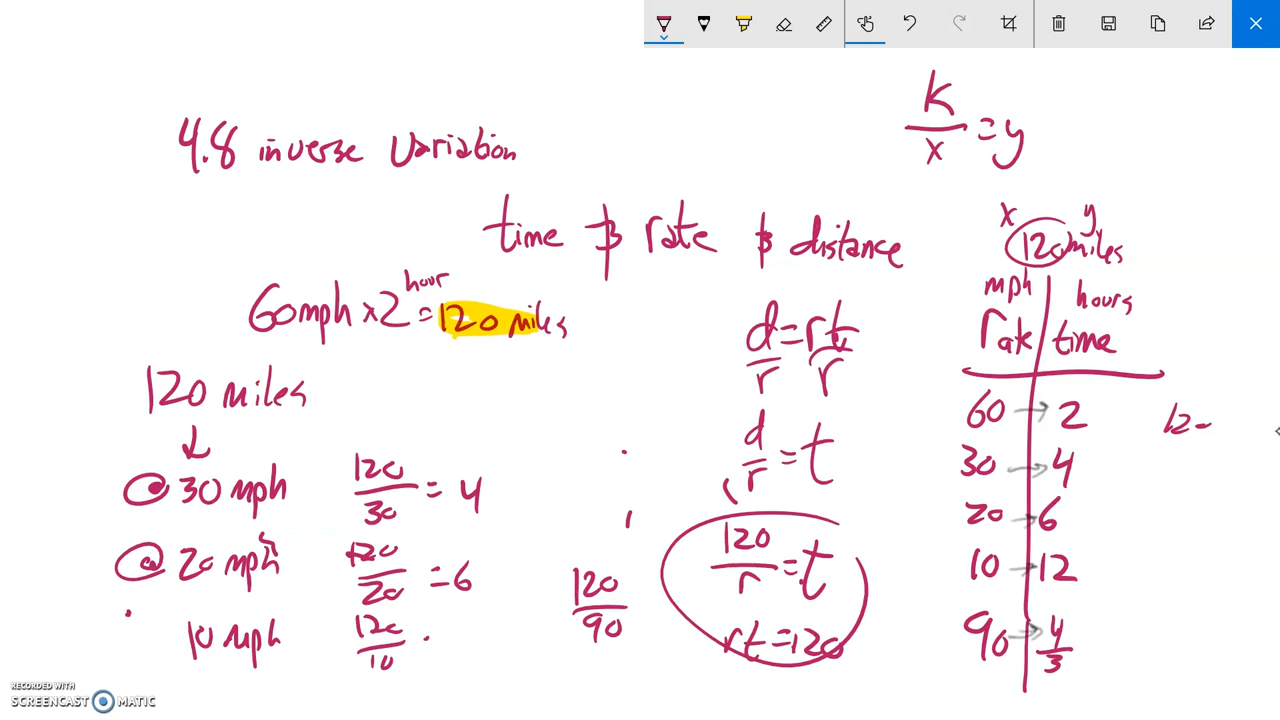 K/x = y
4.8 inverse variation
time & rate & distance
60mph × 2 hour = 120 miles
120 miles
↓
@ 30 mph 120/30 = 4
@ 20 mph 120/20 = 6
10 mph 120/10
120/90
d/r = rt/r
d/r = t
120/r = t
rt = 120
x y
120 miles
mph hours
rate time
60 → 2
30 → 4
20 → 6
10 → 12
90 → 4/3
RECORDED WITH
SCREENCAST MATIC